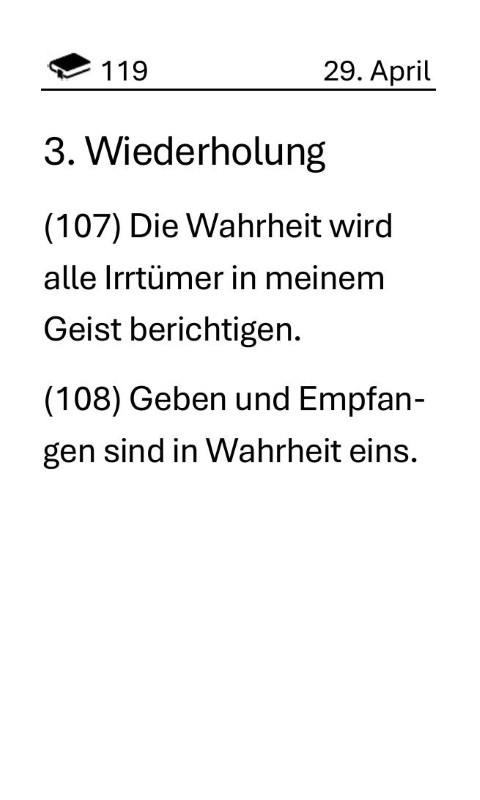 119 29. April
3. Wiederholung
(107) Die Wahrheit wird
alle Irrtümer in meinem
Geist berichtigen.
(108) Geben und Empfan-
gen sind in Wahrheit eins.